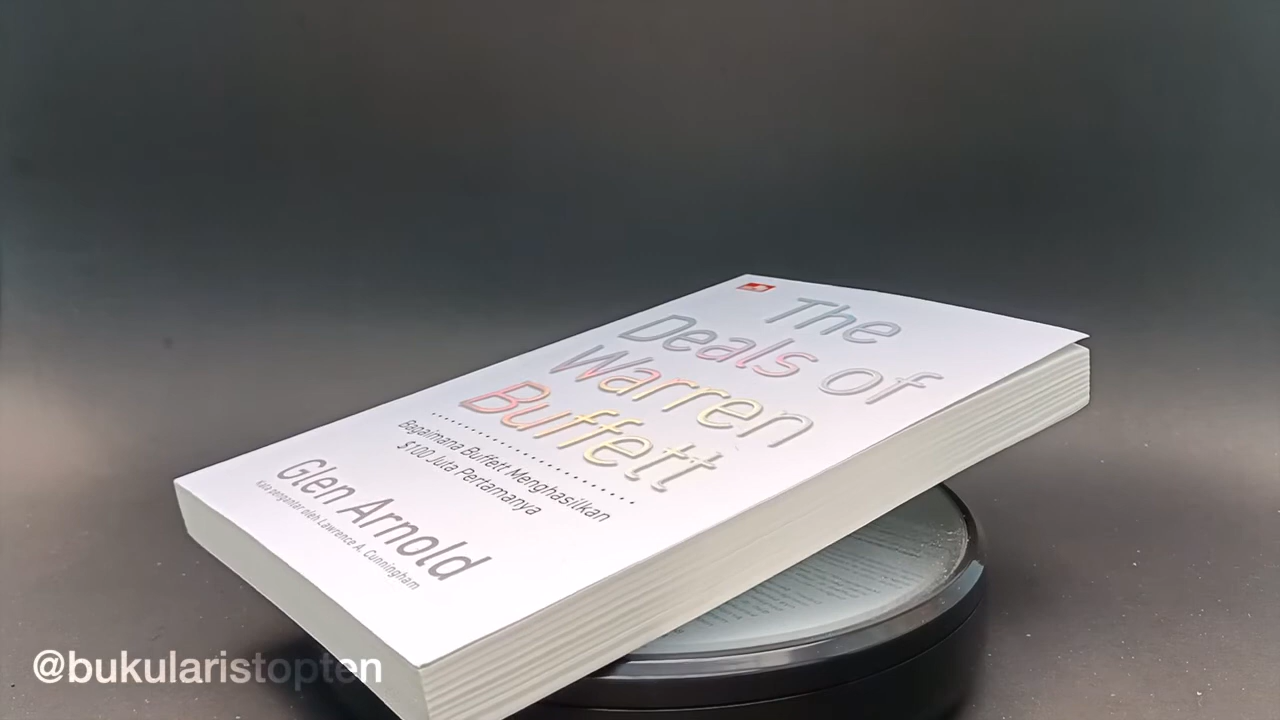 The
Deals of
Warren
Buffett
Bagaimana Buffett Menghasilkan
$100 Juta Pertamanya
Glen Arnold
Kata pengantar oleh Lawrence A. Cunningham
@bukularistopten